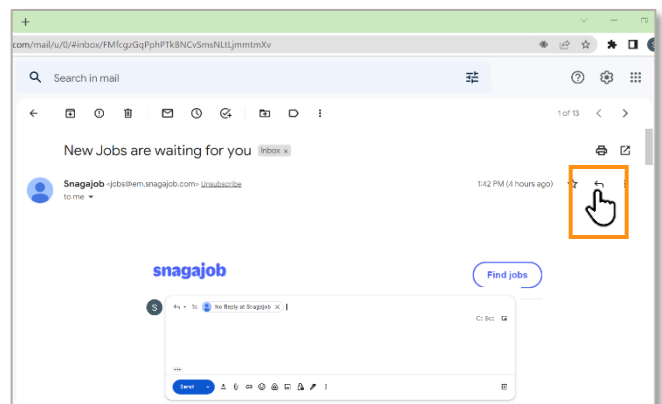 com/mail/u/0/#inbox/FMfcgzGqPphPTkBNCvSmsNLtLjmmtmXv
Search in mail
1 of 13
New Jobs are waiting for you Inbox x
Snagajob <jobs@em.snagajob.com> Unsubscribe
1:42 PM (4 hours ago)
to me
snagajob
Find jobs
S To No Reply at Snagajob
Cc Bcc
Send